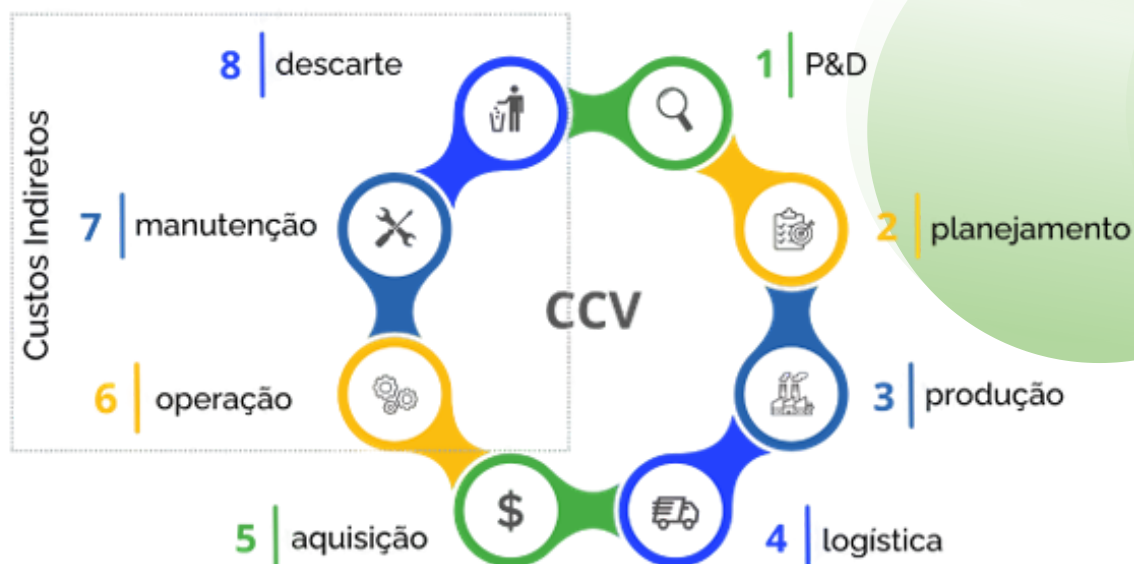 8 descarte
1 P&D
Custos Indiretos
7 manutenção
2 planejamento
CCV
6 operação
3 produção
$
5 aquisição
4 logística